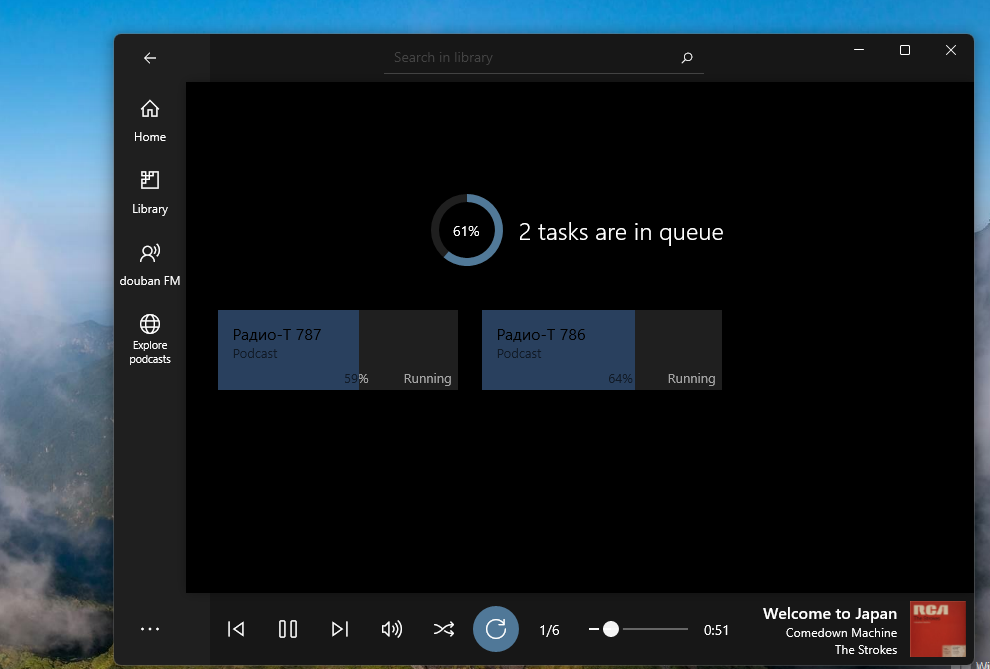 Search in library
Home
Library
douban FM
Explore
podcasts
61%
2 tasks are in queue
Радио-Т 787
Podcast
59%
Running
Радио-Т 786
Podcast
64%
Running
1/6
0:51
Welcome to Japan
Comedown Machine
The Strokes
RCA